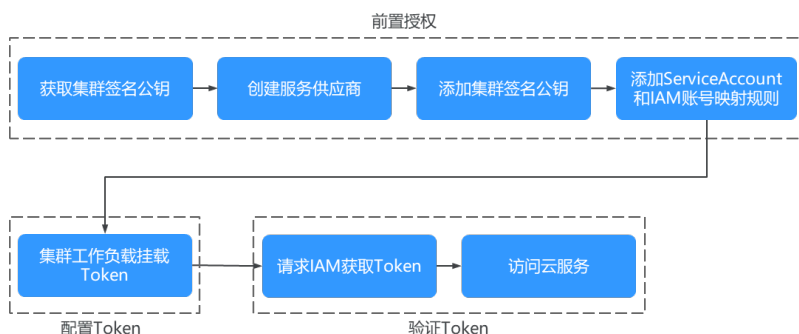 前置授权
获取集群签名公钥
创建服务供应商
添加集群签名公钥
添加ServiceAccount
和IAM账号映射规则
集群工作负载挂载
Token
请求IAM获取Token
访问云服务
配置Token
验证Token